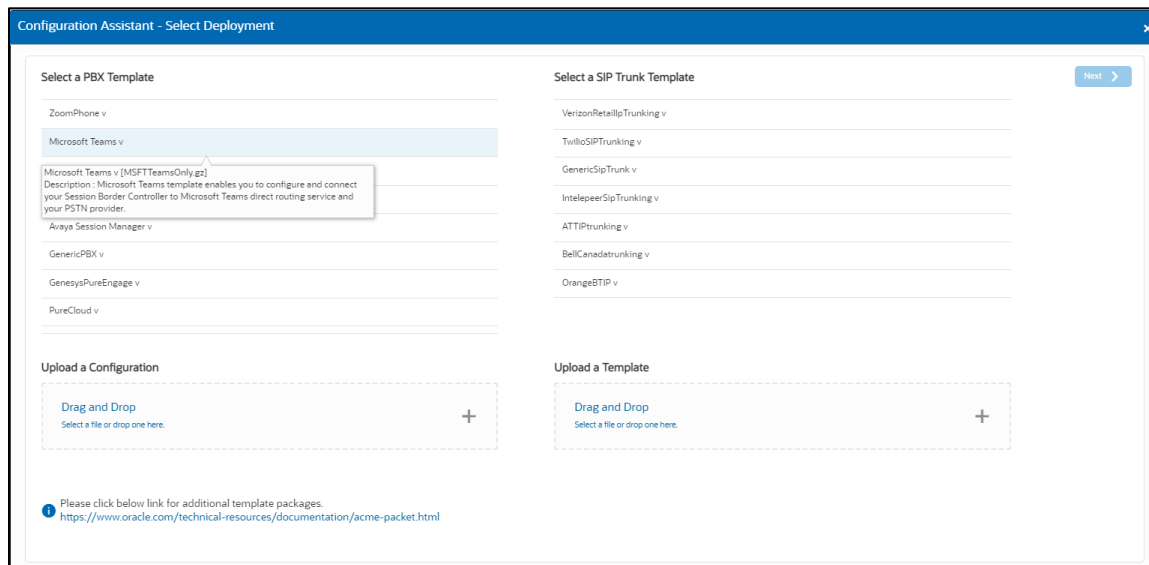 Configuration Assistant - Select Deployment
Select a PBX Template
Select a SIP Trunk Template
Next
ZoomPhone v
VerizonRetailIpTrunking v
Microsoft Teams v
TwilioSIPTrunking v
Microsoft Teams v [MSFTTeamsOnly.gz]
Description : Microsoft Teams template enables you to configure and connect
your Session Border Controller to Microsoft Teams direct routing service and
your PSTN provider.
GenericSipTrunk v
IntelepeerSipTrunking v
Avaya Session Manager v
ATTIPtrunking v
GenericPBX v
BellCanadatrunking v
GenesysPureEngage v
OrangeBTIP v
PureCloud v
Upload a Configuration
Upload a Template
Drag and Drop
Select a file or drop one here.
Drag and Drop
Select a file or drop one here.
Please click below link for additional template packages.
https://www.oracle.com/technical-resources/documentation/acme-packet.html